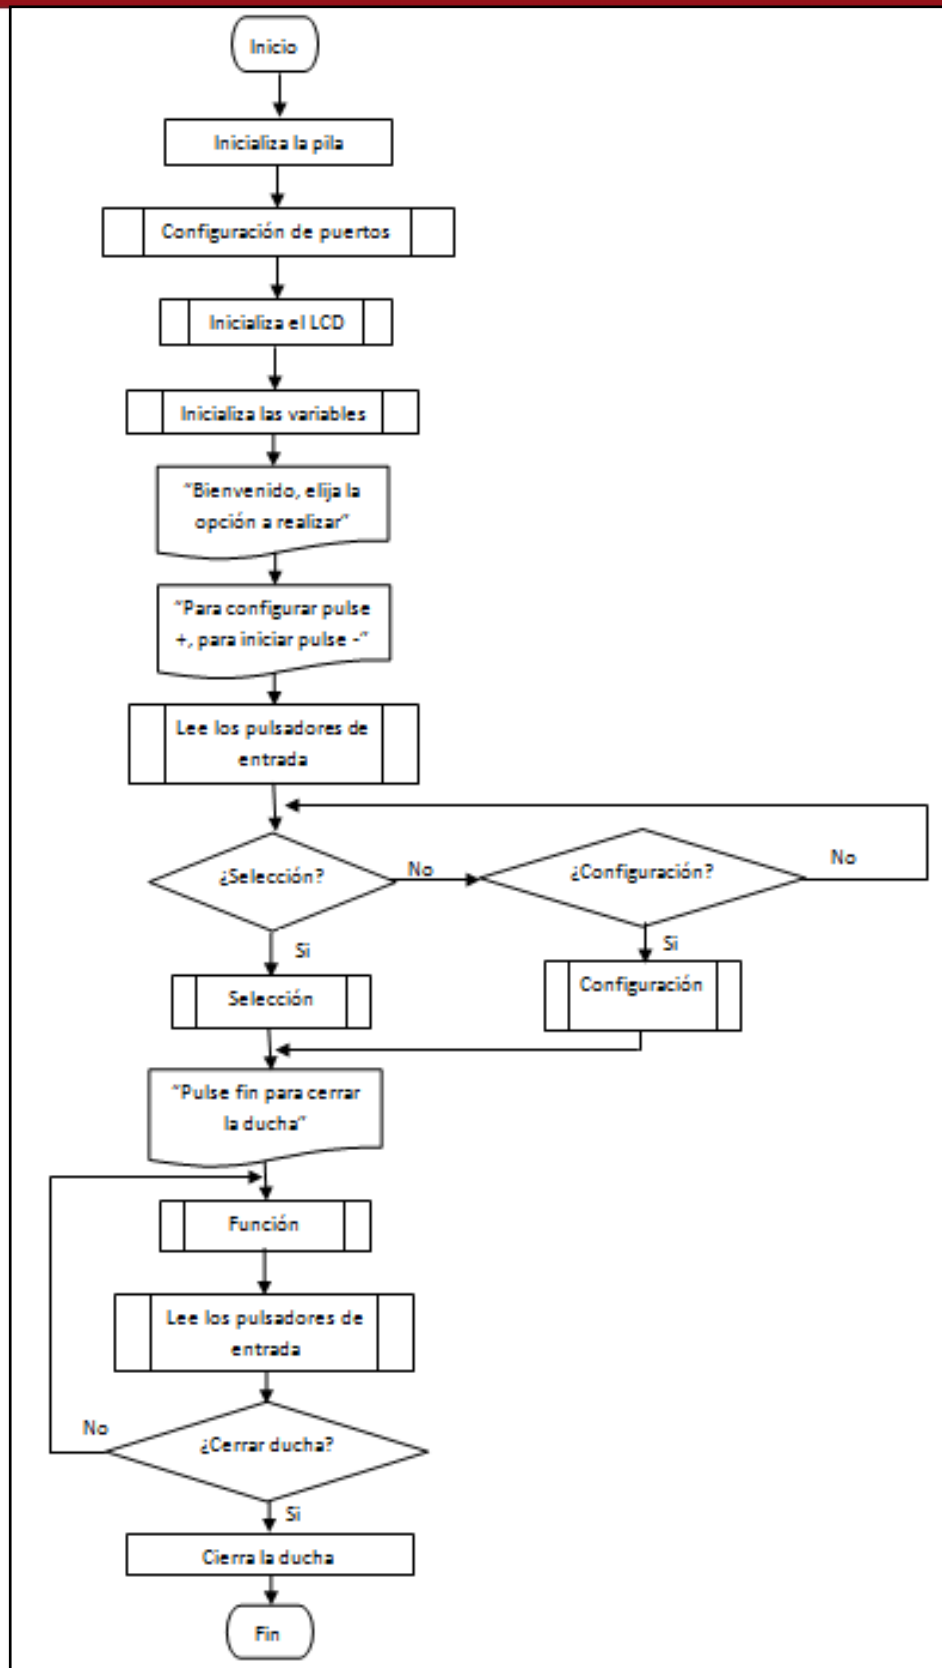 Inicio
Inicializa la pila
Configuración de puertos
Inicializa el LCD
Inicializa las variables
“Bienvenido, elija la
opción a realizar”
“Para configurar pulse
+, para iniciar pulse -”
Lee los pulsadores de
entrada
¿Selección?
No
¿Configuración?
No
Si
Si
Selección
Configuración
“Pulse fin para cerrar
la ducha”
Función
Lee los pulsadores de
entrada
No
¿Cerrar ducha?
Si
Cierra la ducha
Fin